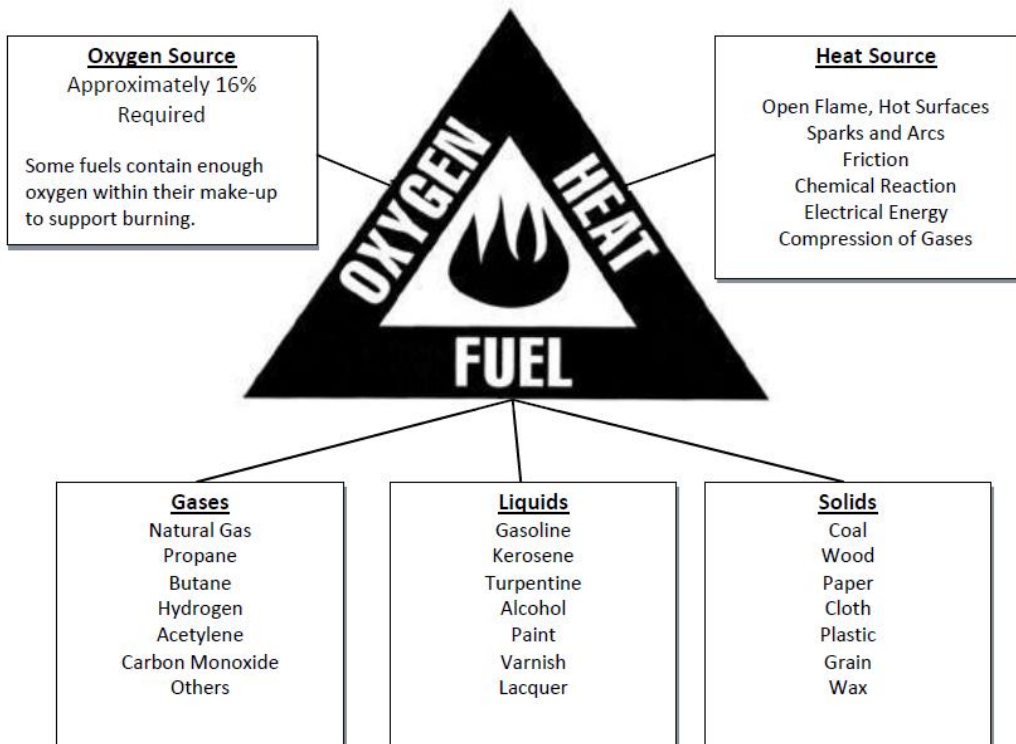 Oxygen Source
Approximately 16%
Required
Some fuels contain enough
oxygen within their make-up
to support burning.
OXYGEN
HEAT
FUEL
Heat Source
Open Flame, Hot Surfaces
Sparks and Arcs
Friction
Chemical Reaction
Electrical Energy
Compression of Gases
Gases
Natural Gas
Propane
Butane
Hydrogen
Acetylene
Carbon Monoxide
Others
Liquids
Gasoline
Kerosene
Turpentine
Alcohol
Paint
Varnish
Lacquer
Solids
Coal
Wood
Paper
Cloth
Plastic
Grain
Wax